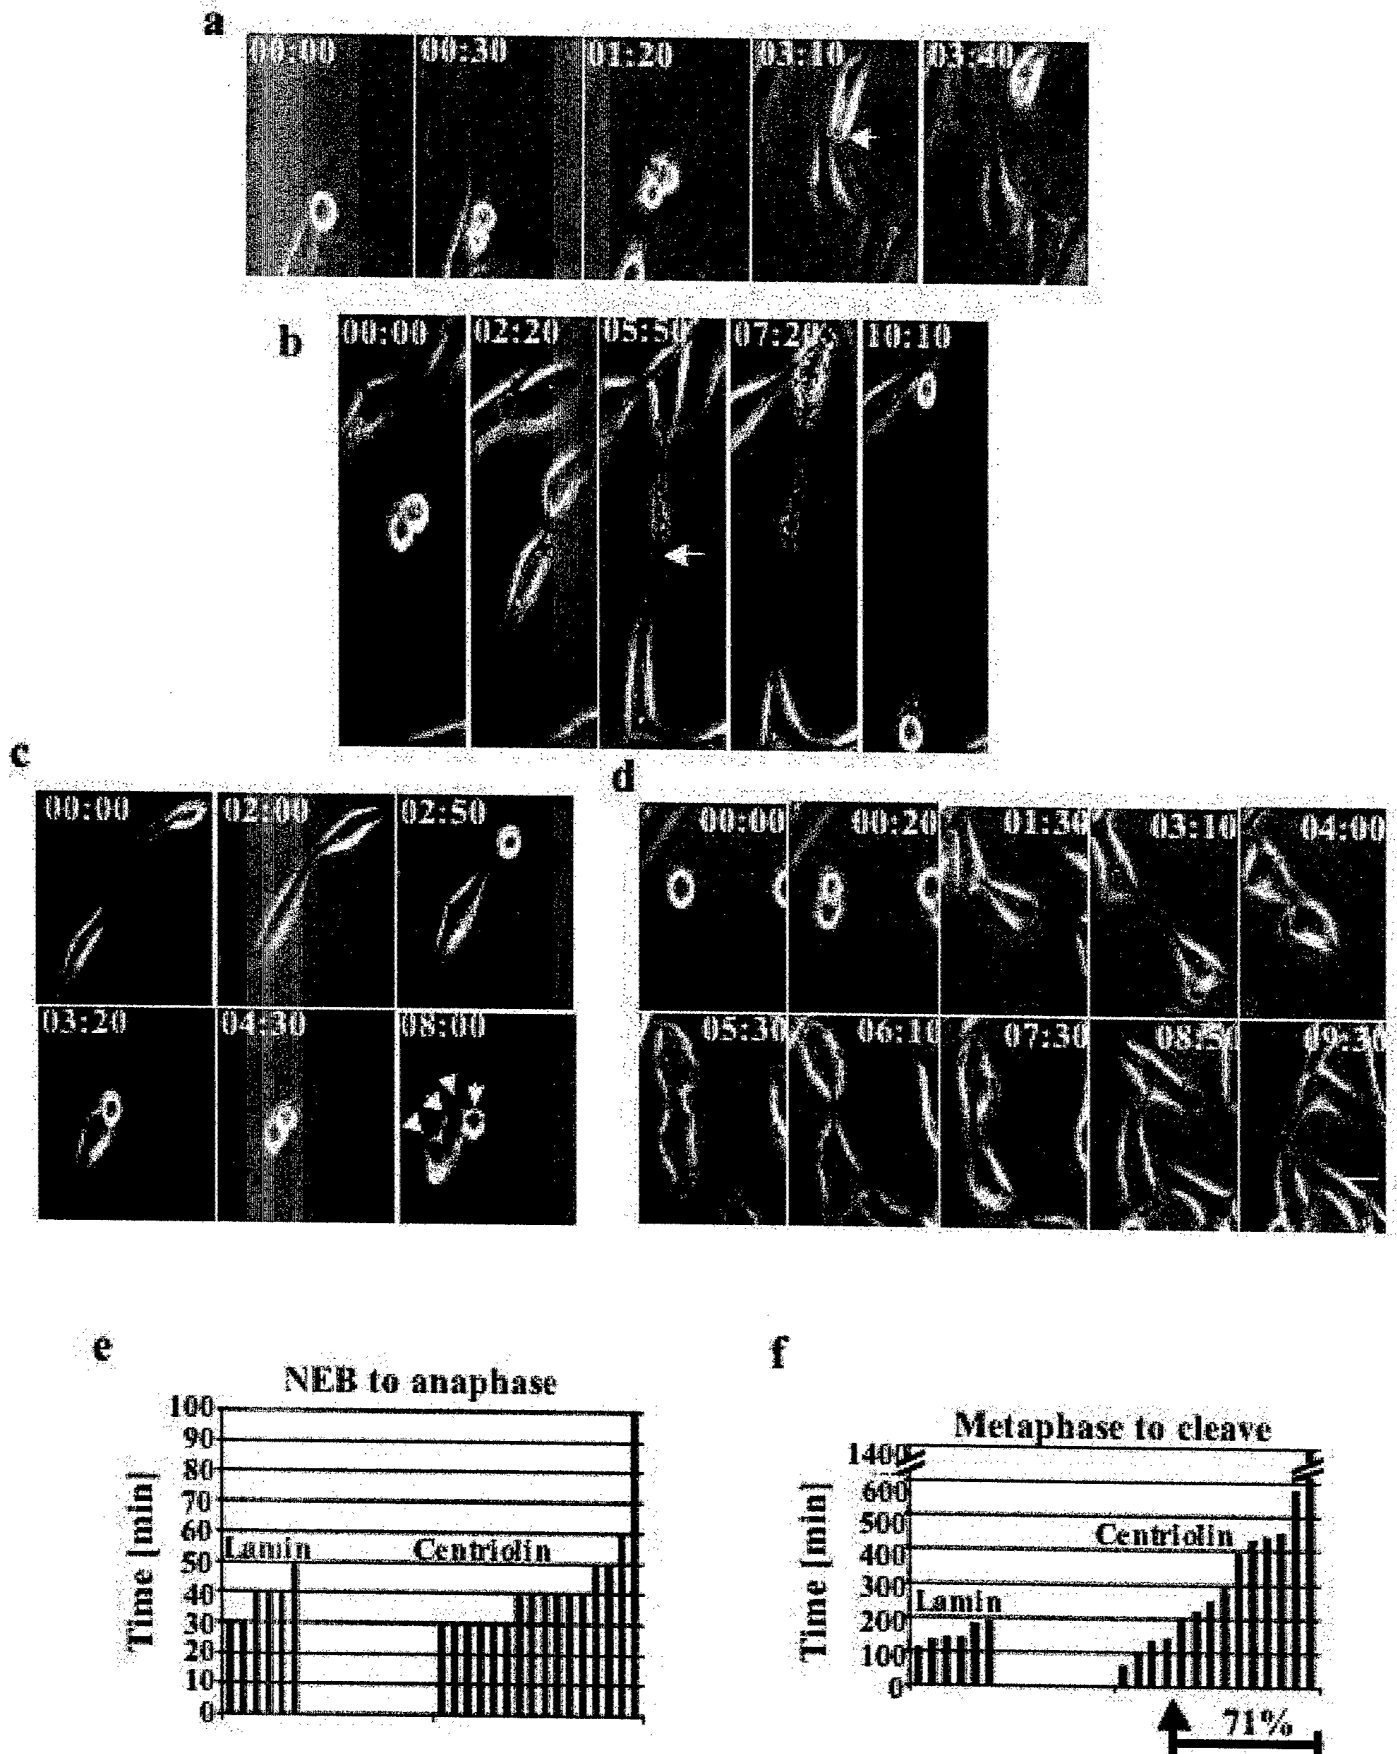 a
00:00 00:30 01:20 03:10 03:40
b
00:00 02:20 05:50 07:20 10:10
c
00:00 02:00 02:50
03:20 04:30 08:00
d
00:00 00:20 01:30 03:10 04:00
05:30 06:10 07:30 08:50 09:30
e
NEB to anaphase
100
90
80
70
60
50
40
30
20
10
0
Time [min]
Lamin
Centriolin
f
Metaphase to cleave
1400
600
500
400
300
200
100
0
Time [min]
Centriolin
Lamin
71%